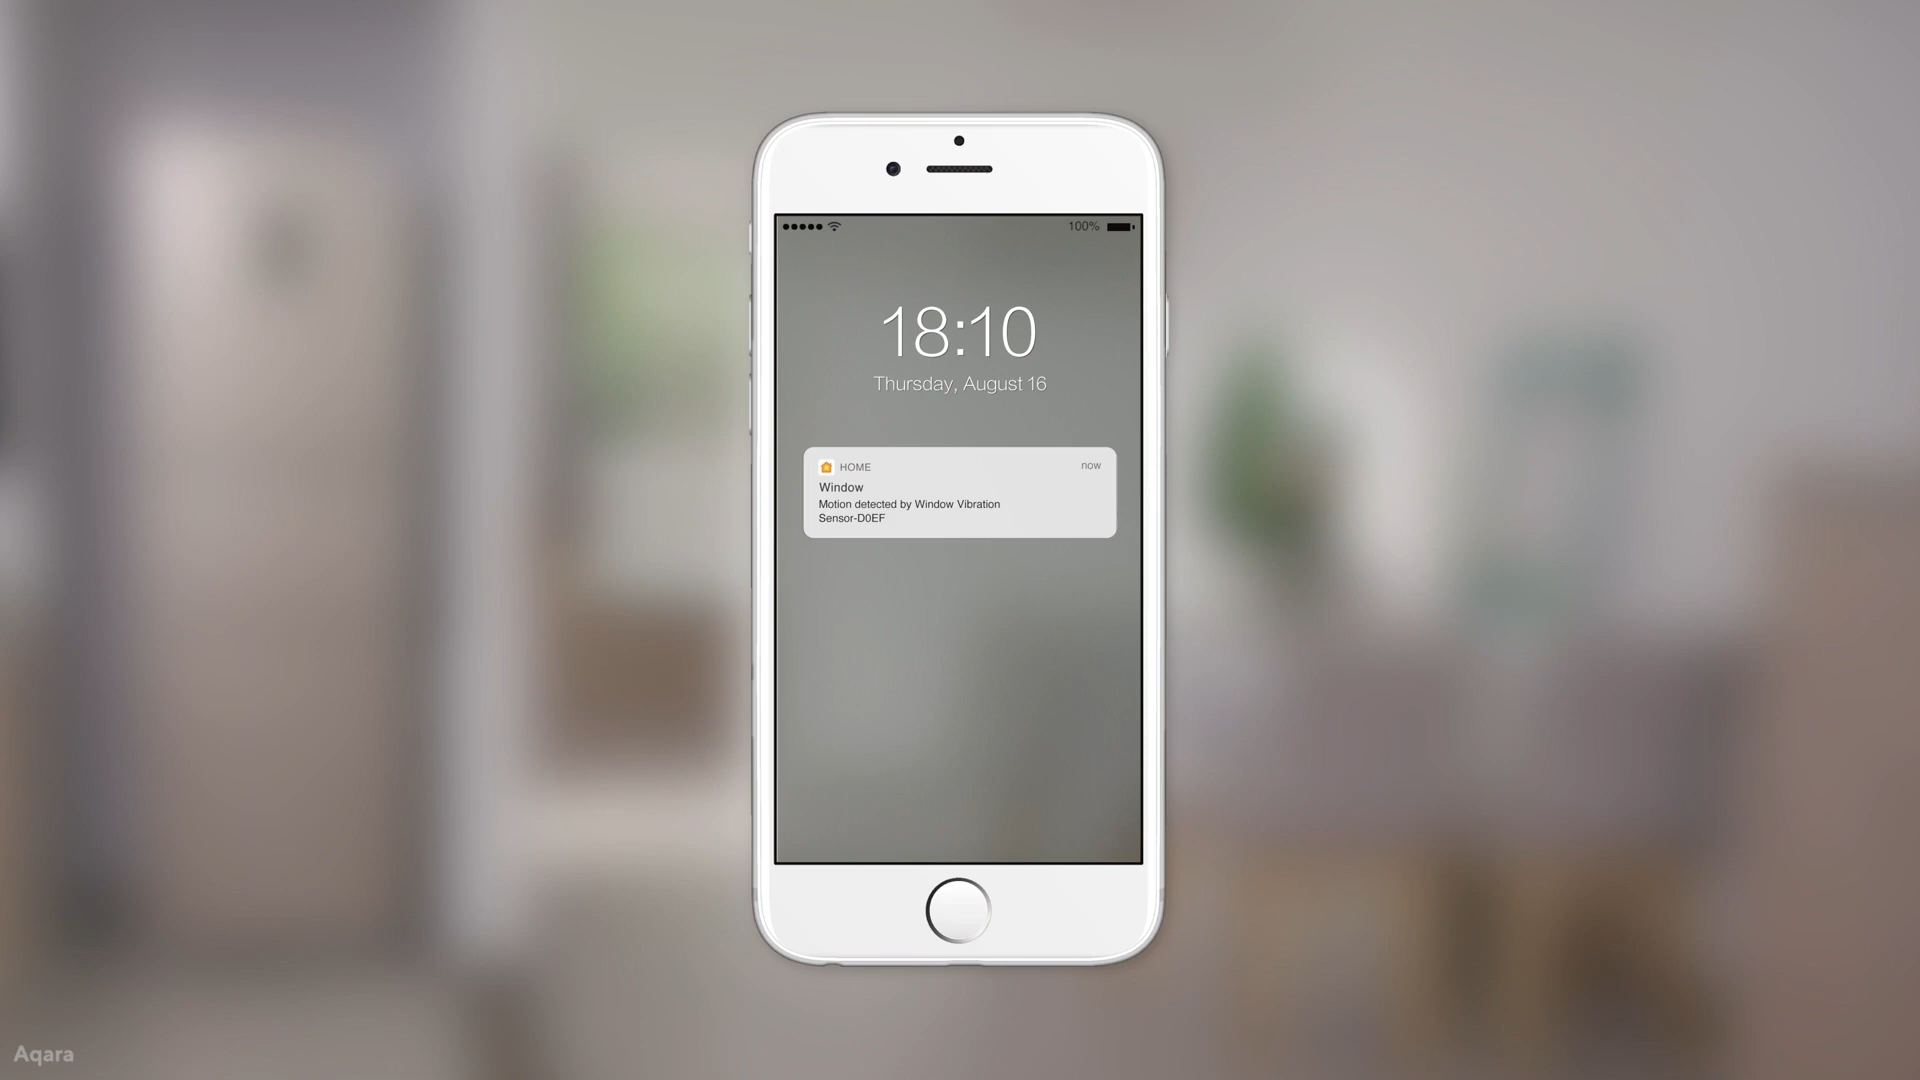 100%
18:10
Thursday, August 16
HOME now
Window
Motion detected by Window Vibration
Sensor-D0EF
Aqara